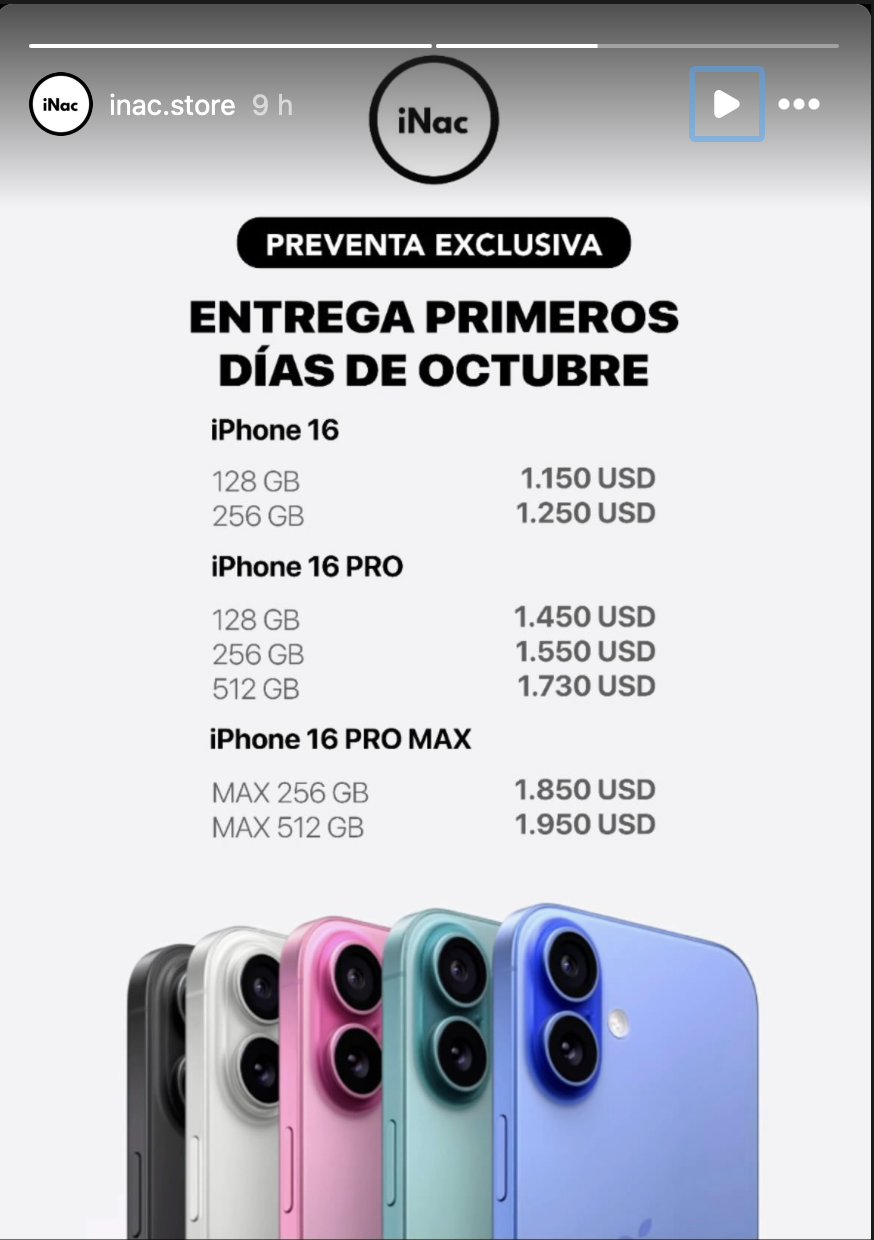 iNac
inac.store 9 h
iNac
PREVENTA EXCLUSIVA
ENTREGA PRIMEROS
DÍAS DE OCTUBRE
iPhone 16
128 GB 1.150 USD
256 GB 1.250 USD
iPhone 16 PRO
128 GB 1.450 USD
256 GB 1.550 USD
512 GB 1.730 USD
iPhone 16 PRO MAX
MAX 256 GB 1.850 USD
MAX 512 GB 1.950 USD